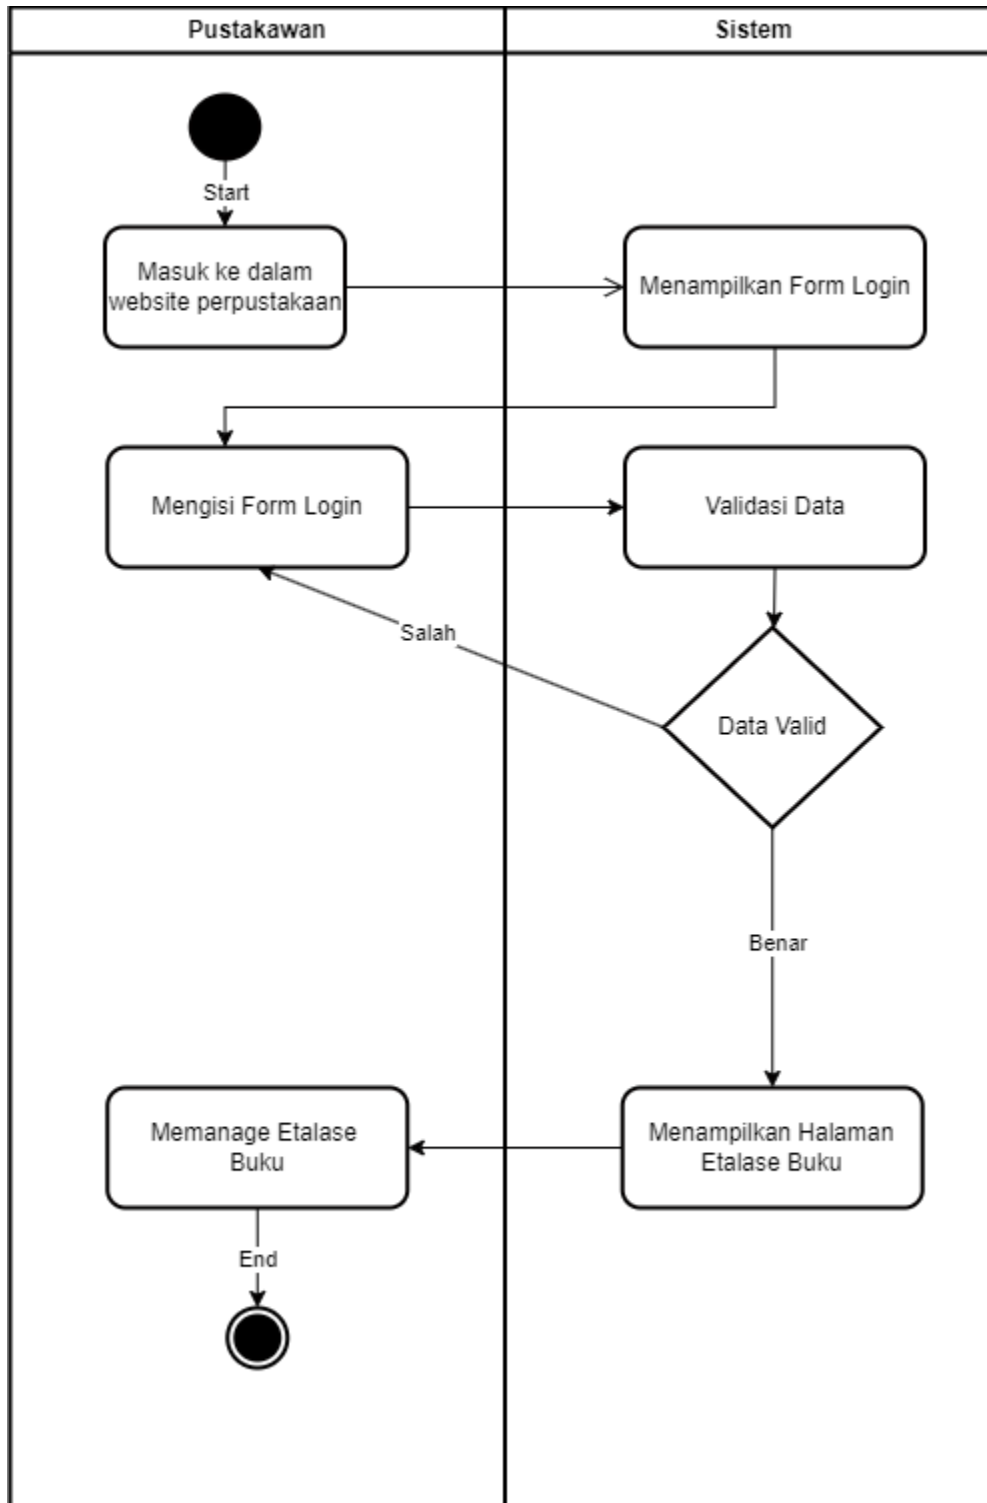 Pustakawan
Sistem
Start
Masuk ke dalam
website perpustakaan
Menampilkan Form Login
Mengisi Form Login
Validasi Data
Salah
Data Valid
Benar
Memanage Etalase
Buku
Menampilkan Halaman
Etalase Buku
End